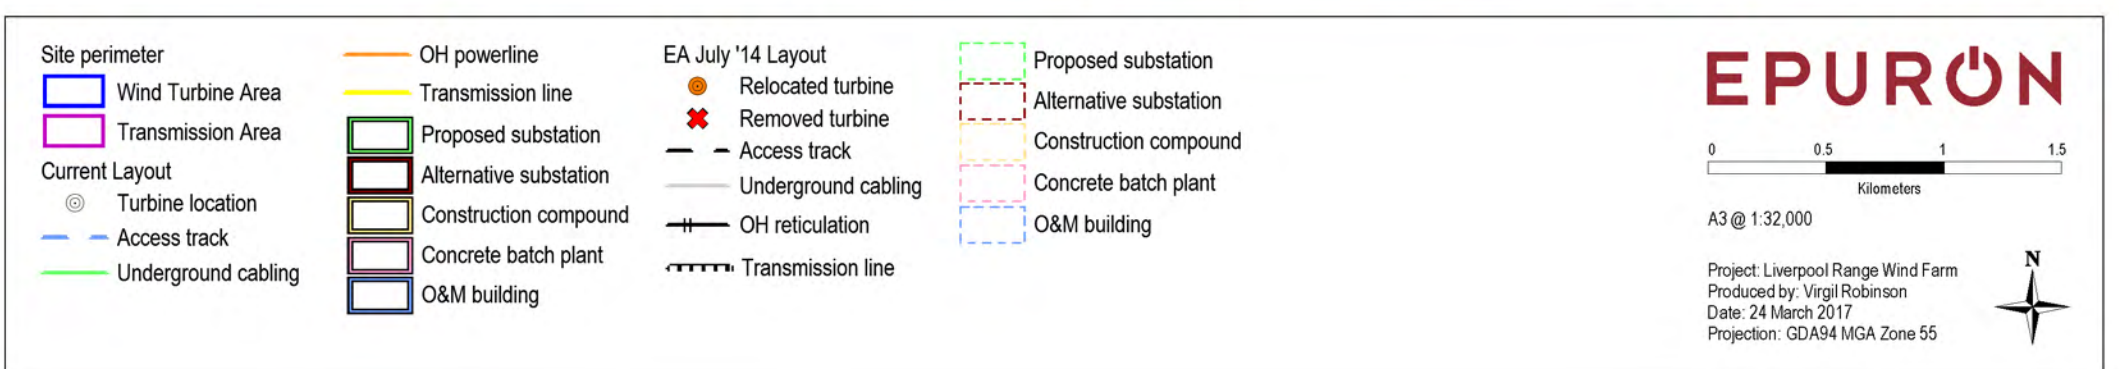 Site perimeter
Wind Turbine Area
Transmission Area
Current Layout
Turbine location
Access track
Underground cabling
OH powerline
Transmission line
Proposed substation
Alternative substation
Construction compound
Concrete batch plant
O&M building
EA July '14 Layout
Relocated turbine
Removed turbine
Access track
Underground cabling
OH reticulation
Transmission line
Proposed substation
Alternative substation
Construction compound
Concrete batch plant
O&M building
EPURON
0 0.5 1 1.5
Kilometers
A3 @ 1:32,000
Project: Liverpool Range Wind Farm
Produced by: Virgil Robinson
Date: 24 March 2017
Projection: GDA94 MGA Zone 55
N